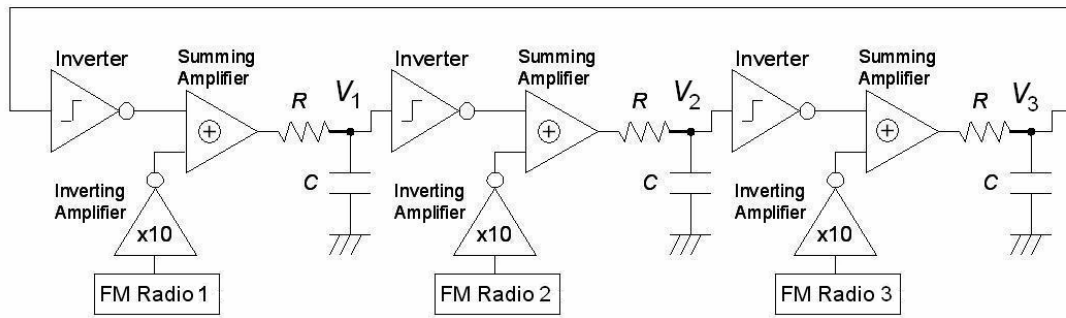 Inverter
Summing
Amplifier
R
V1
C
Inverting
Amplifier
x10
FM Radio 1
Inverter
Summing
Amplifier
R
V2
C
Inverting
Amplifier
x10
FM Radio 2
Inverter
Summing
Amplifier
R
V3
C
Inverting
Amplifier
x10
FM Radio 3